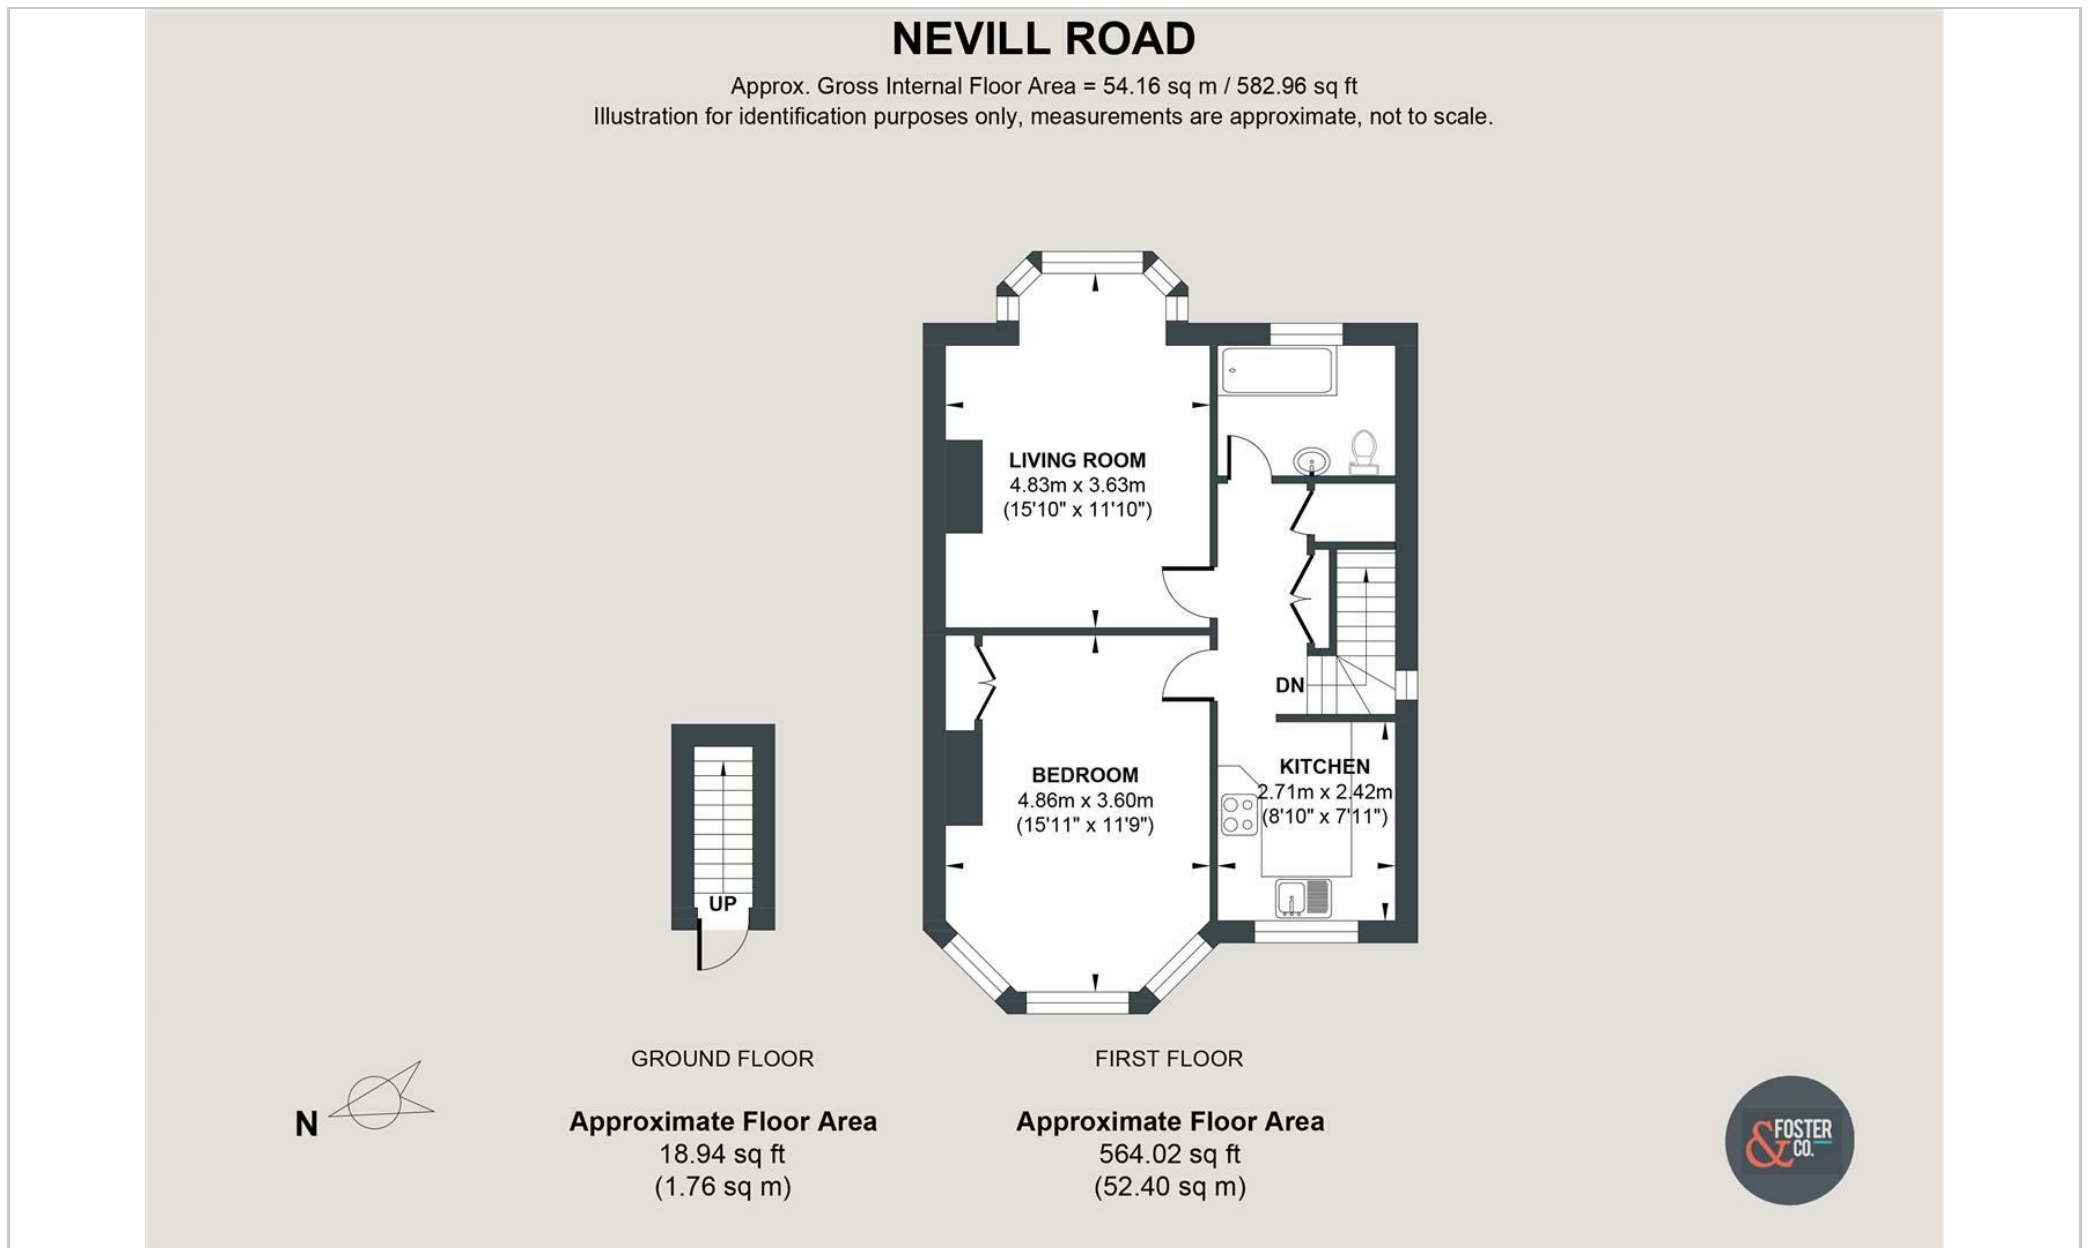 NEVILL ROAD
Approx. Gross Internal Floor Area = 54.16 sq m / 582.96 sq ft
Illustration for identification purposes only, measurements are approximate, not to scale.
LIVING ROOM
4.83m x 3.63m
(15'10" x 11'10")
DN
BEDROOM
4.86m x 3.60m
(15'11" x 11'9")
KITCHEN
2.71m x 2.42m
(8'10" x 7'11")
UP
GROUND FLOOR
Approximate Floor Area
18.94 sq ft
(1.76 sq m)
FIRST FLOOR
Approximate Floor Area
564.02 sq ft
(52.40 sq m)
N
&FOSTER
CO.